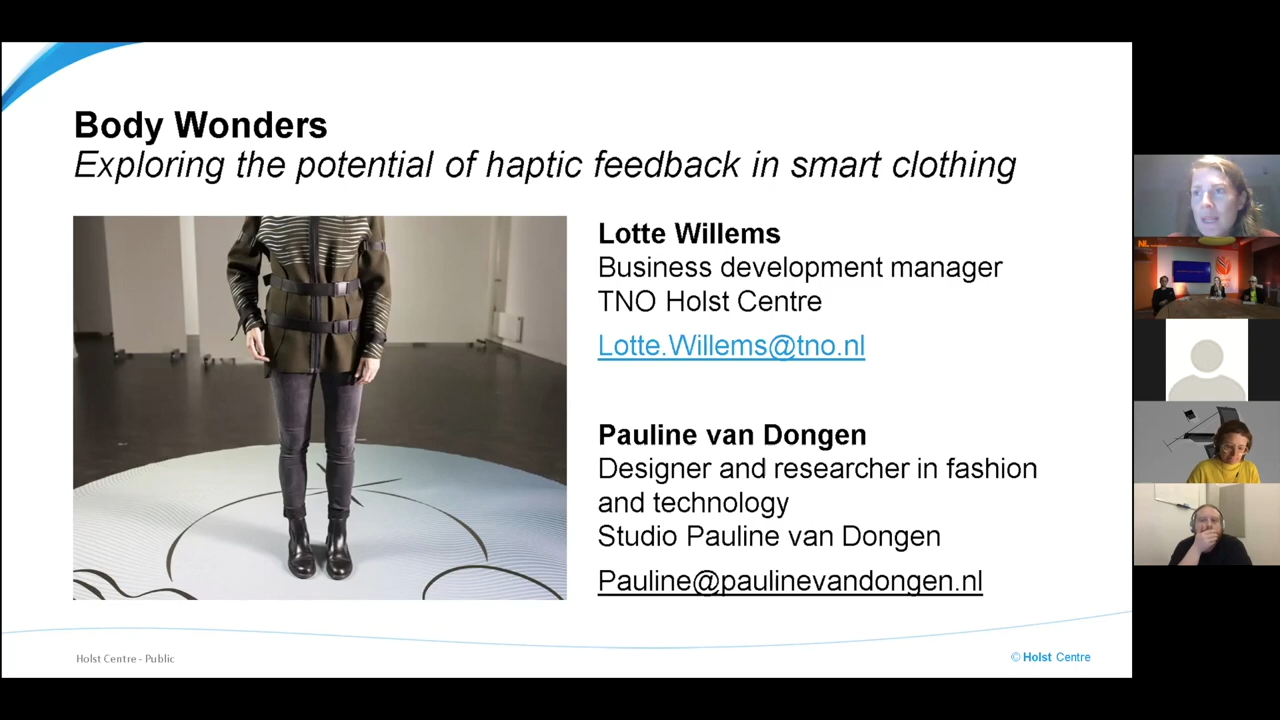 Body Wonders
Exploring the potential of haptic feedback in smart clothing
Lotte Willems
Business development manager
TNO Holst Centre
Lotte.Willems@tno.nl
Pauline van Dongen
Designer and researcher in fashion
and technology
Studio Pauline van Dongen
Pauline@paulinevandongen.nl
Holst Centre - Public
© Holst Centre
NL